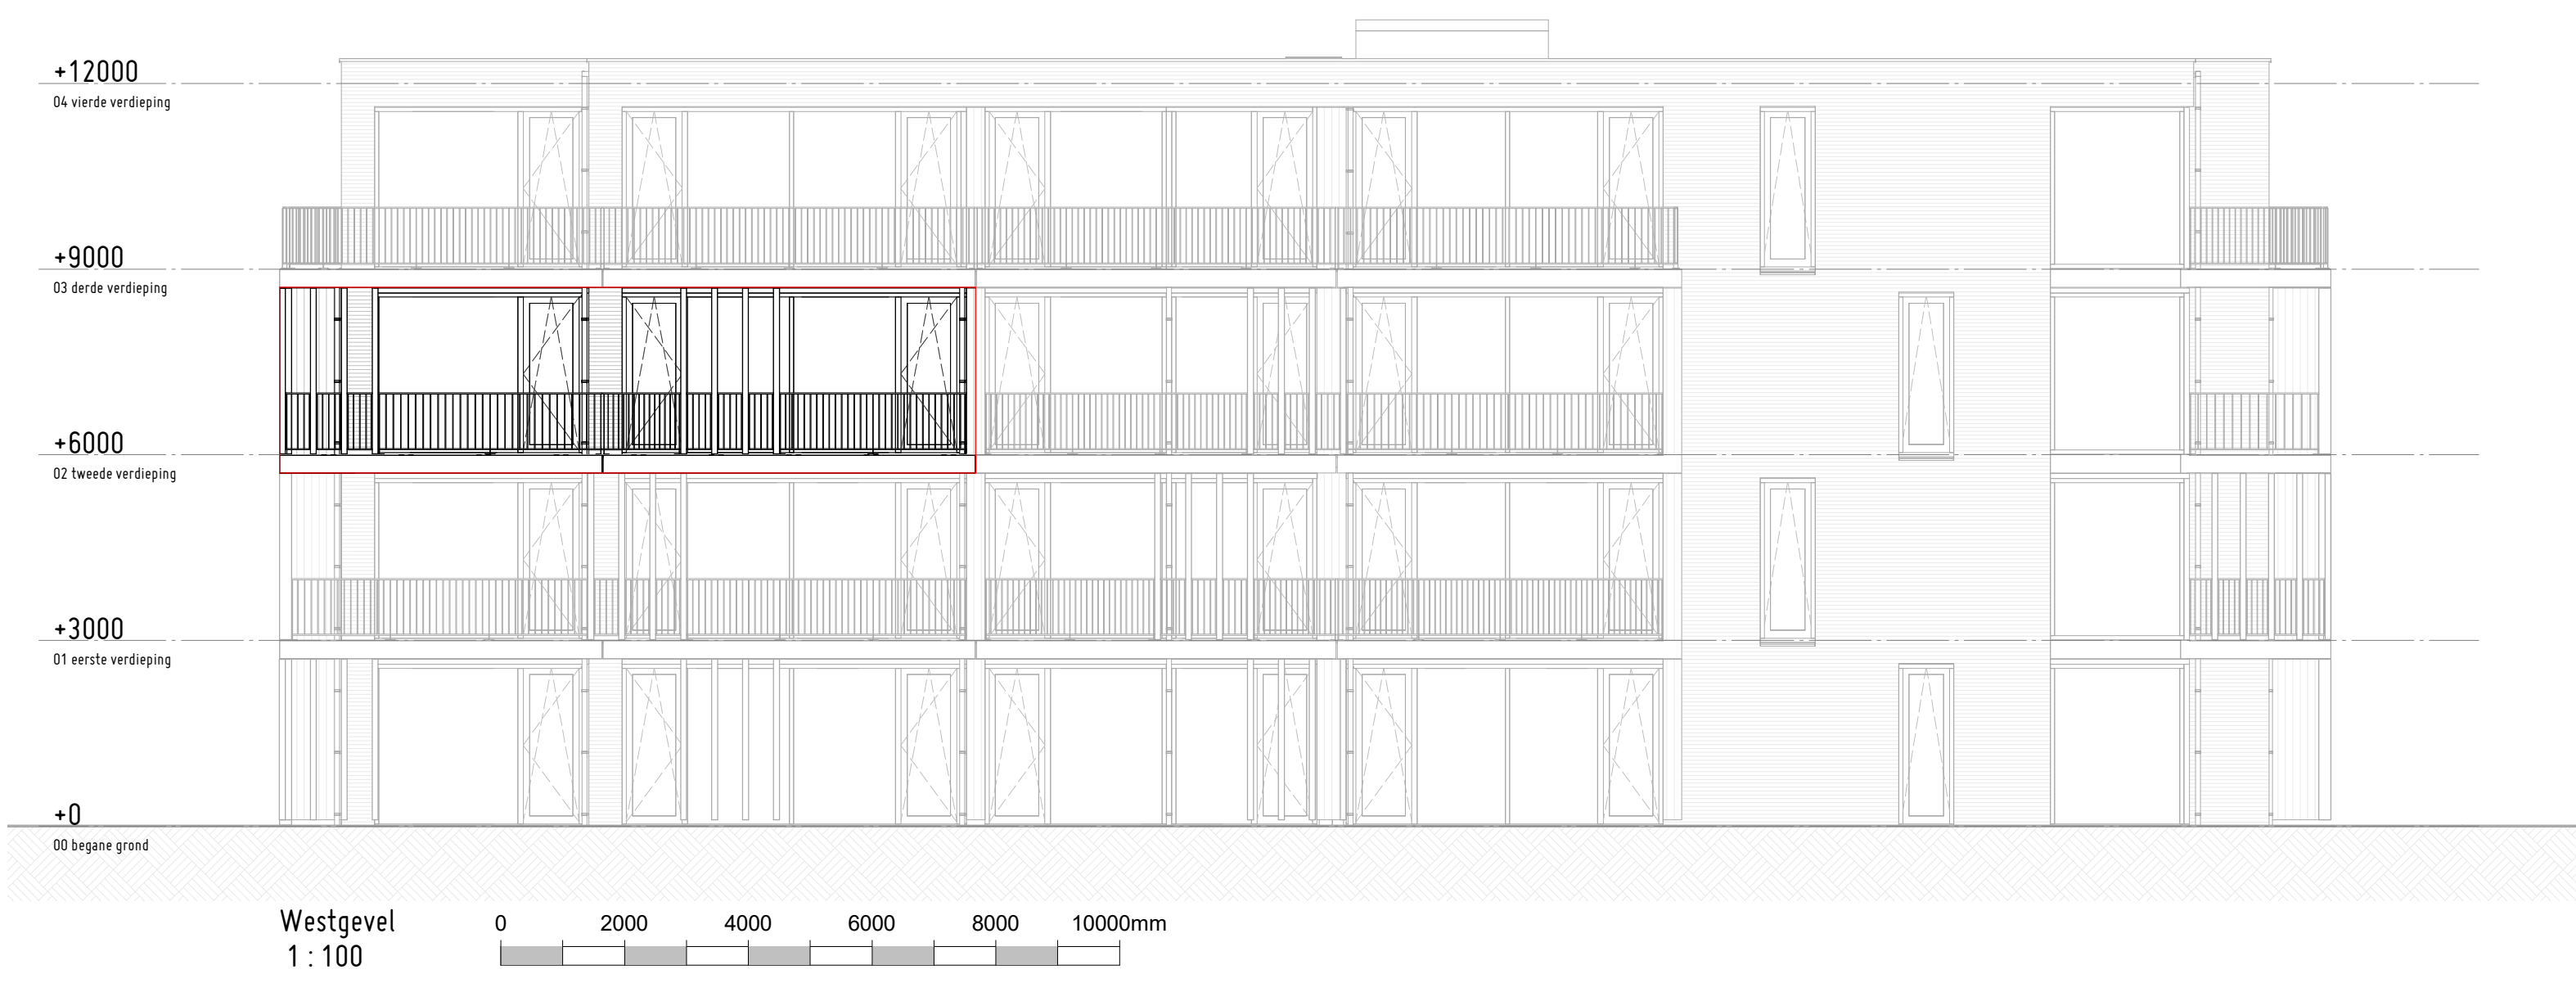 +12000
04 vierde verdieping
+9000
03 derde verdieping
+6000
02 tweede verdieping
+3000
01 eerste verdieping
+0
00 begane grond
Westgevel
1 : 100
0 2000 4000 6000 8000 10000mm